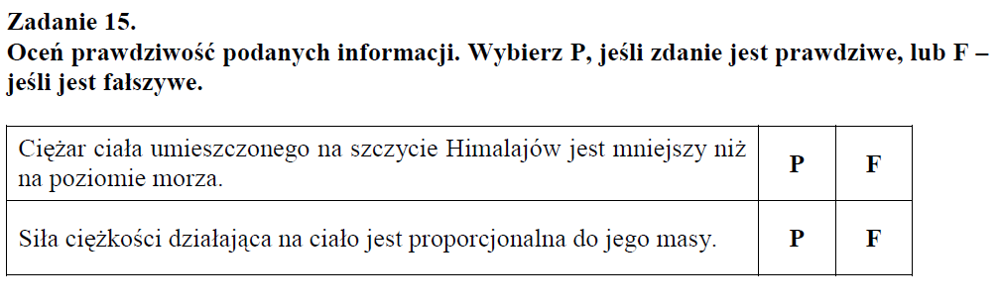 Zadanie 15.
Oceń prawdziwość podanych informacji. Wybierz P, jeśli zdanie jest prawdziwe, lub F –
jeśli jest fałszywe.
Ciężar ciała umieszczonego na szczycie Himalajów jest mniejszy niż
na poziomie morza.
P F
Siła ciężkości działająca na ciało jest proporcjonalna do jego masy.
P F